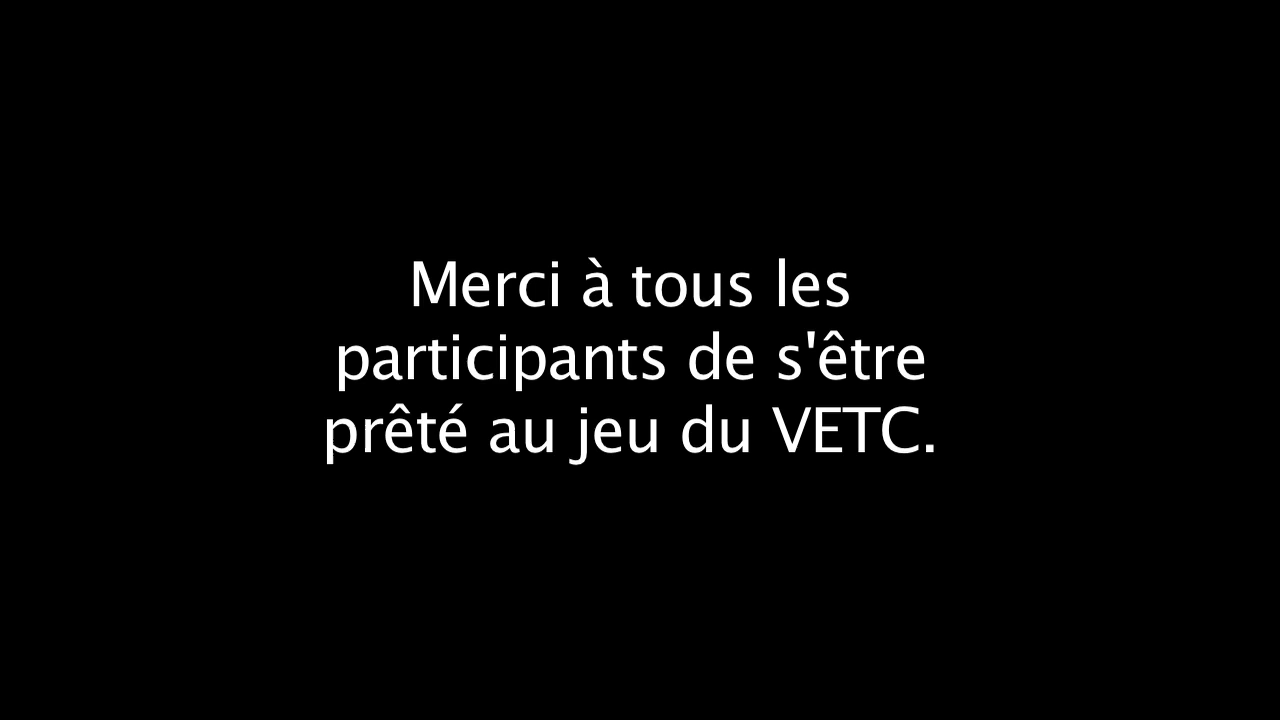 Merci à tous les
participants de s'être
prêté au jeu du VETC.